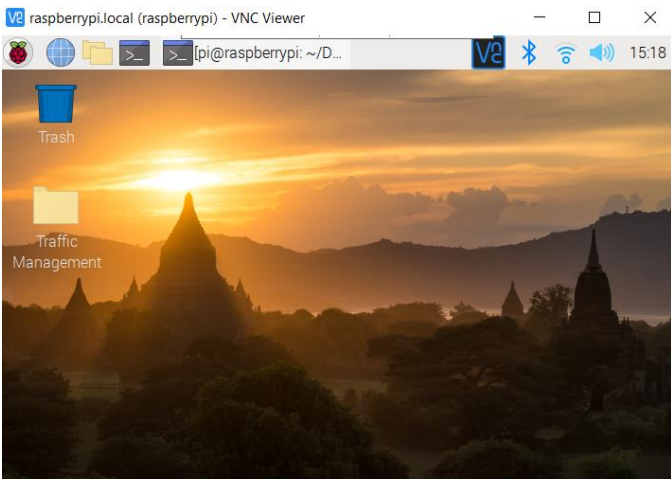 raspberrypi.local (raspberrypi) - VNC Viewer
>_ >_ [pi@raspberrypi: ~/D... 15:18
Trash
Traffic
Management